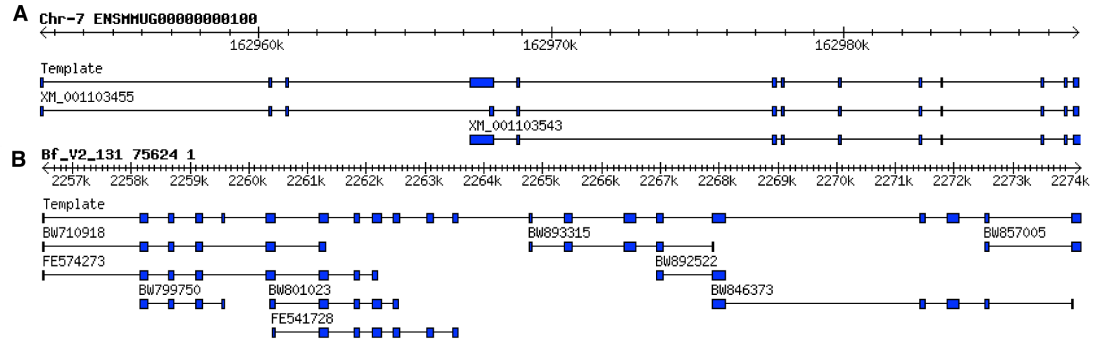 A
Chr-7 ENSMMUG00000000100
162960k 162970k 162980k
Template
XM_001103455
XM_001103543
B
Bf_V2_131 75624 1
2257k 2258k 2259k 2260k 2261k 2262k 2263k 2264k 2265k 2266k 2267k 2268k 2269k 2270k 2271k 2272k 2273k 2274k
Template
BW710918 BW893315 BW857005
FE574273 BW892522
BW799750 BW801023 BW846373
FE541728